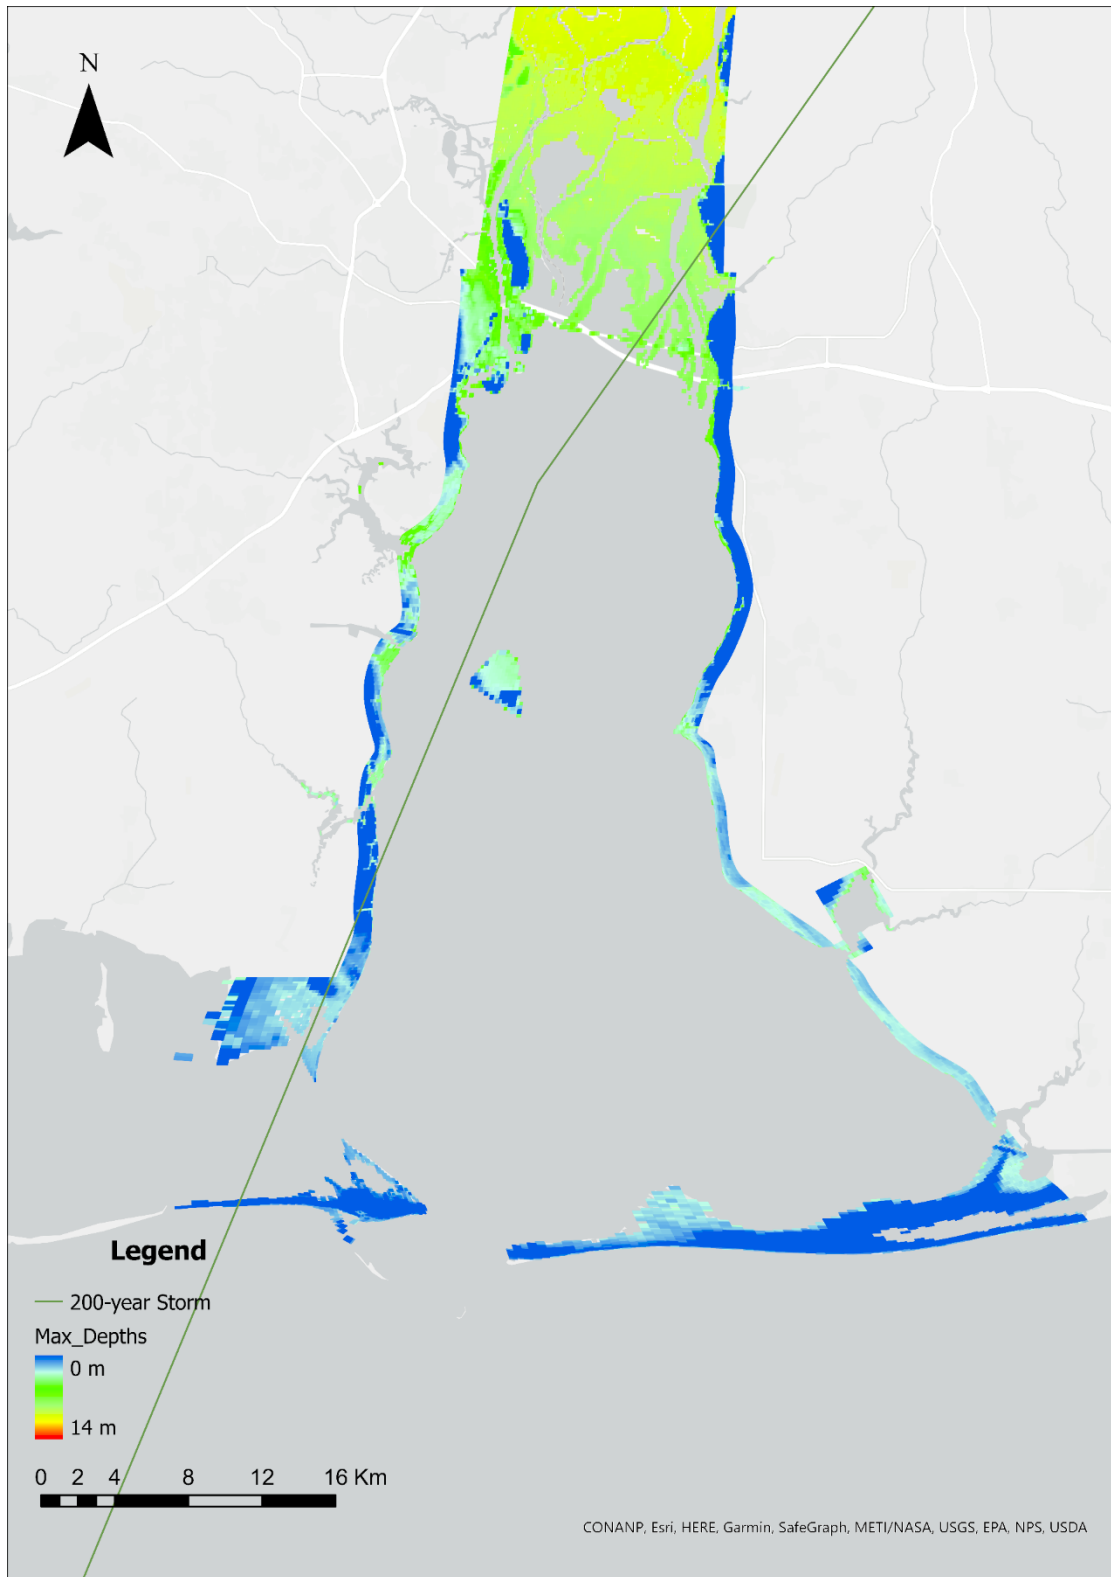 N
Legend
200-year Storm
Max_Depths
0 m
14 m
0 2 4 8 12 16 Km
CONANP, Esri, HERE, Garmin, SafeGraph, METI/NASA, USGS, EPA, NPS, USDA